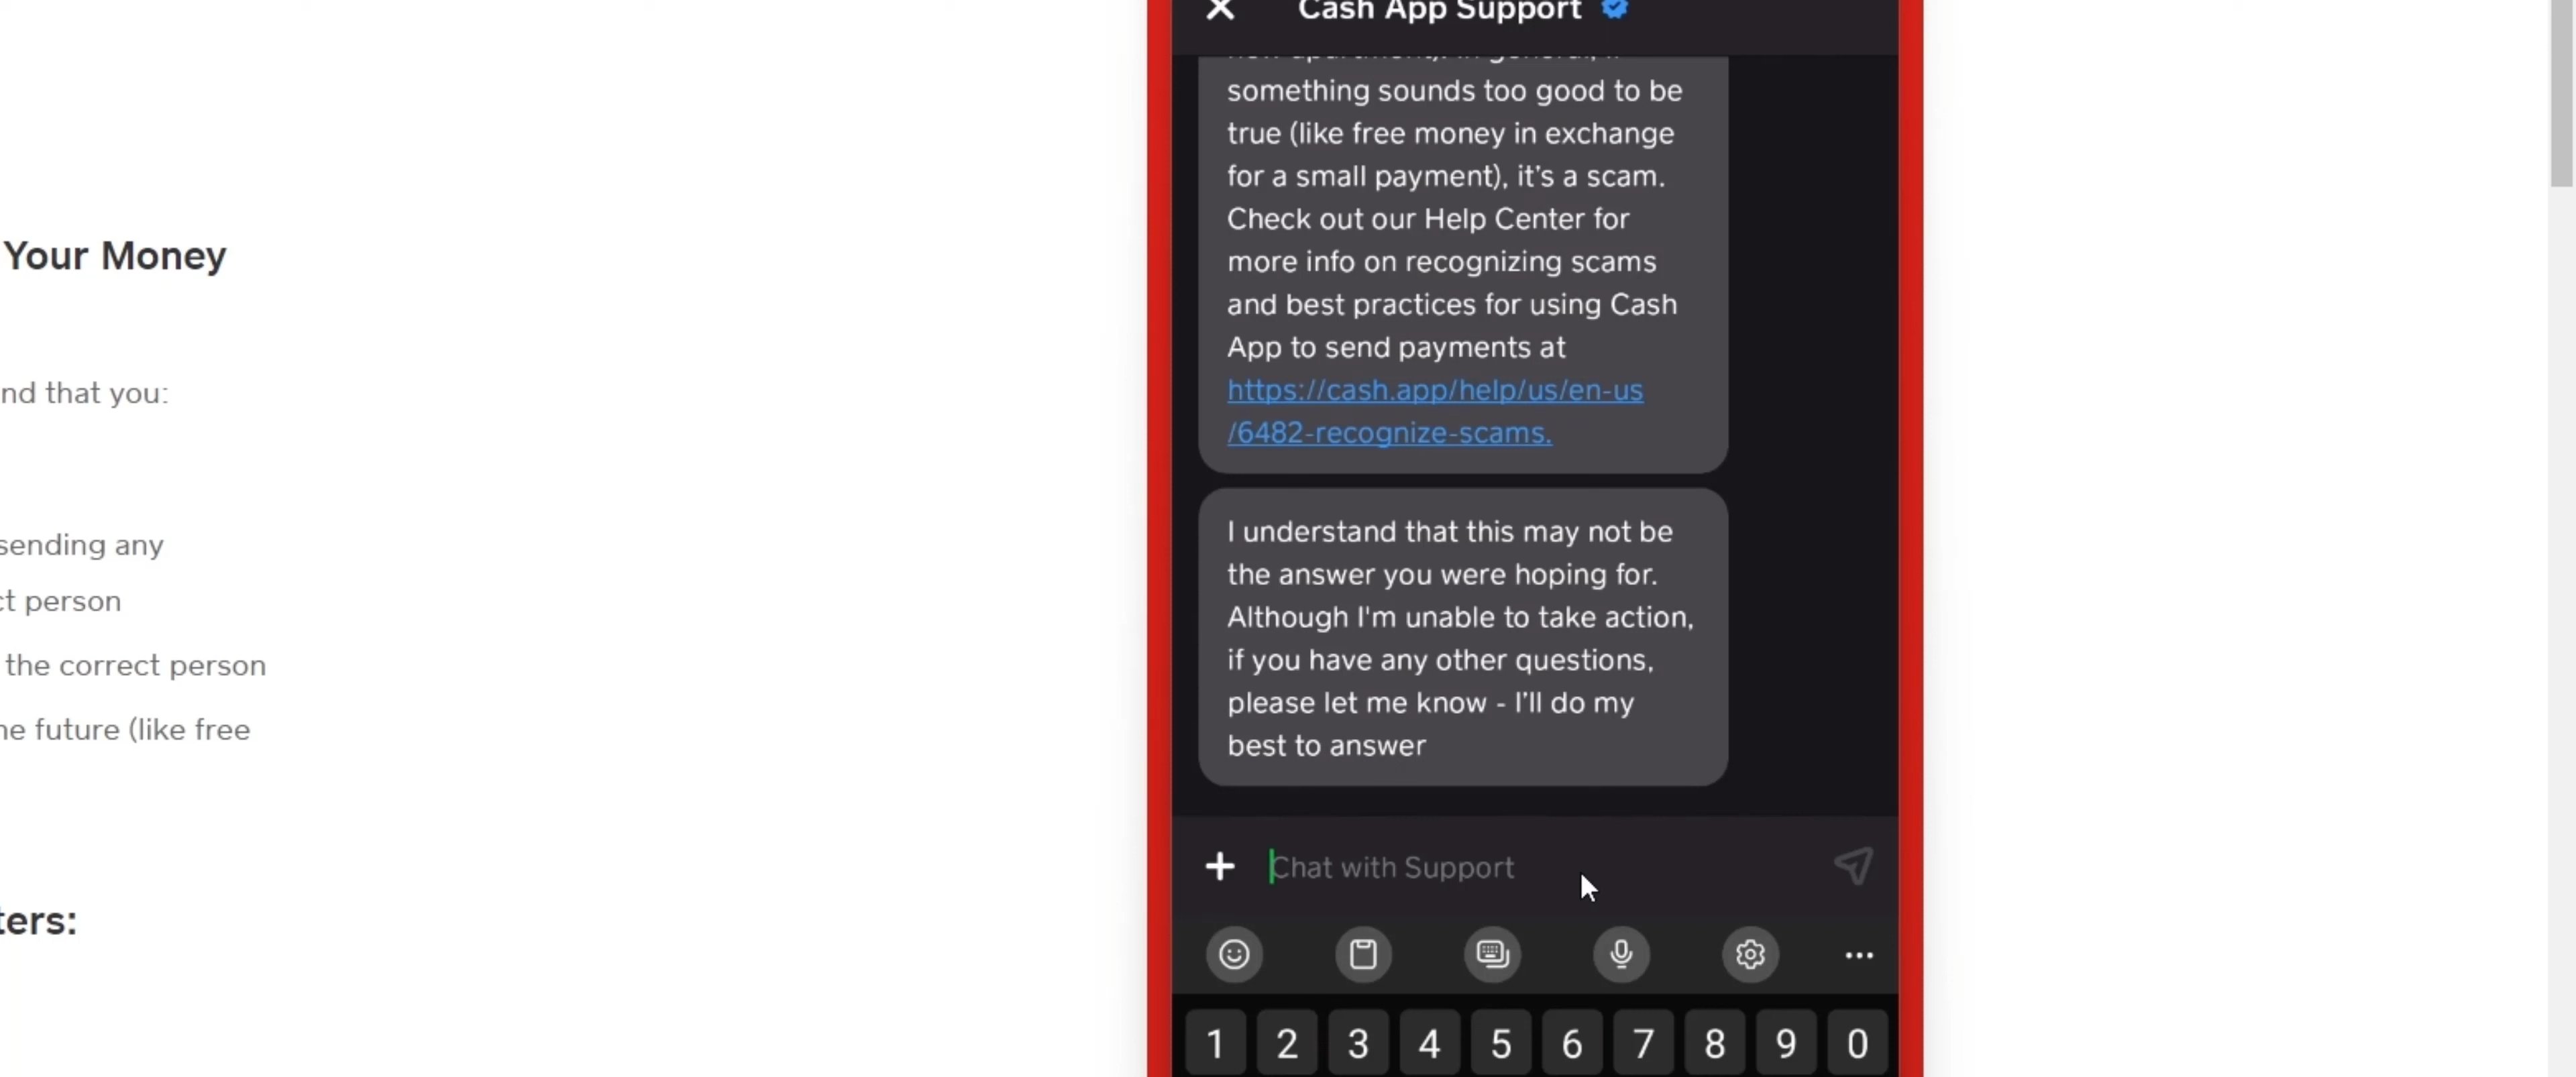 Cash App Support
something sounds too good to be
true (like free money in exchange
for a small payment), it's a scam.
Check out our Help Center for
more info on recognizing scams
and best practices for using Cash
App to send payments at
https://cash.app/help/us/en-us
/6482-recognize-scams.
I understand that this may not be
the answer you were hoping for.
Although I'm unable to take action,
if you have any other questions,
please let me know - I'll do my
best to answer
Chat with Support
1 2 3 4 5 6 7 8 9 0
Your Money
nd that you:
sending any
ct person
the correct person
ne future (like free
ters: